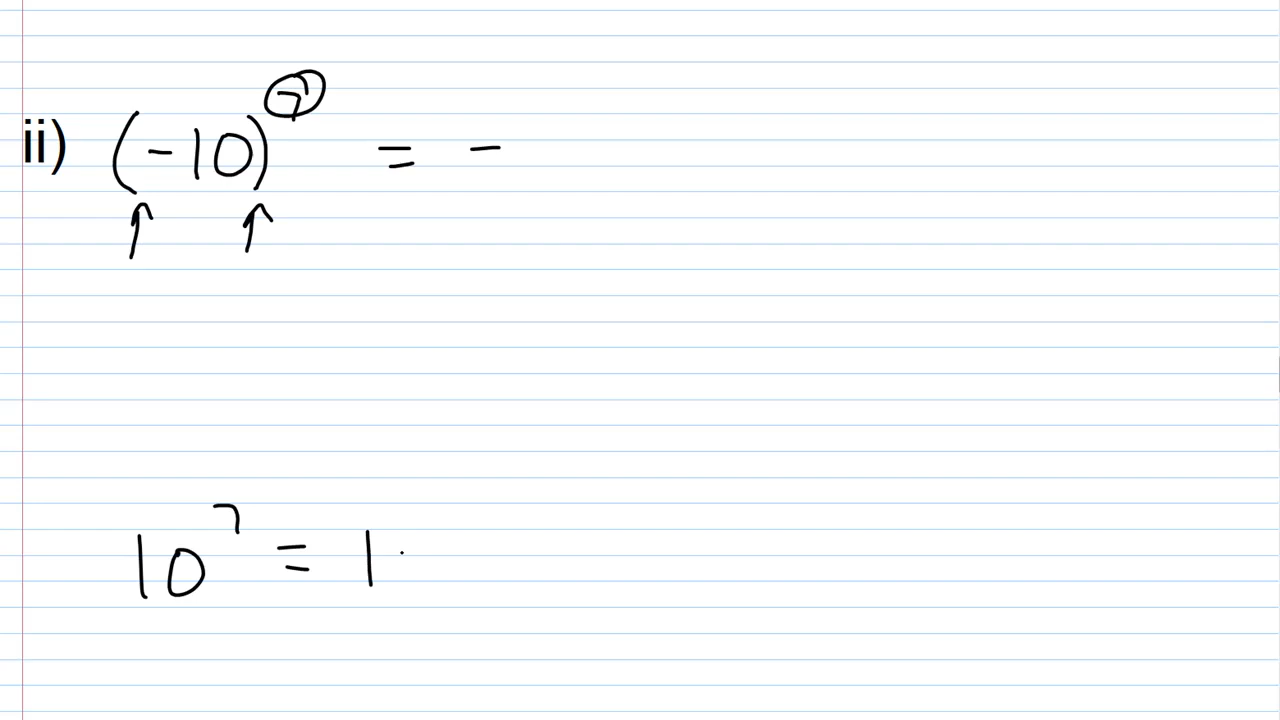 ii) (-10)^7 = -
10^7 = 1